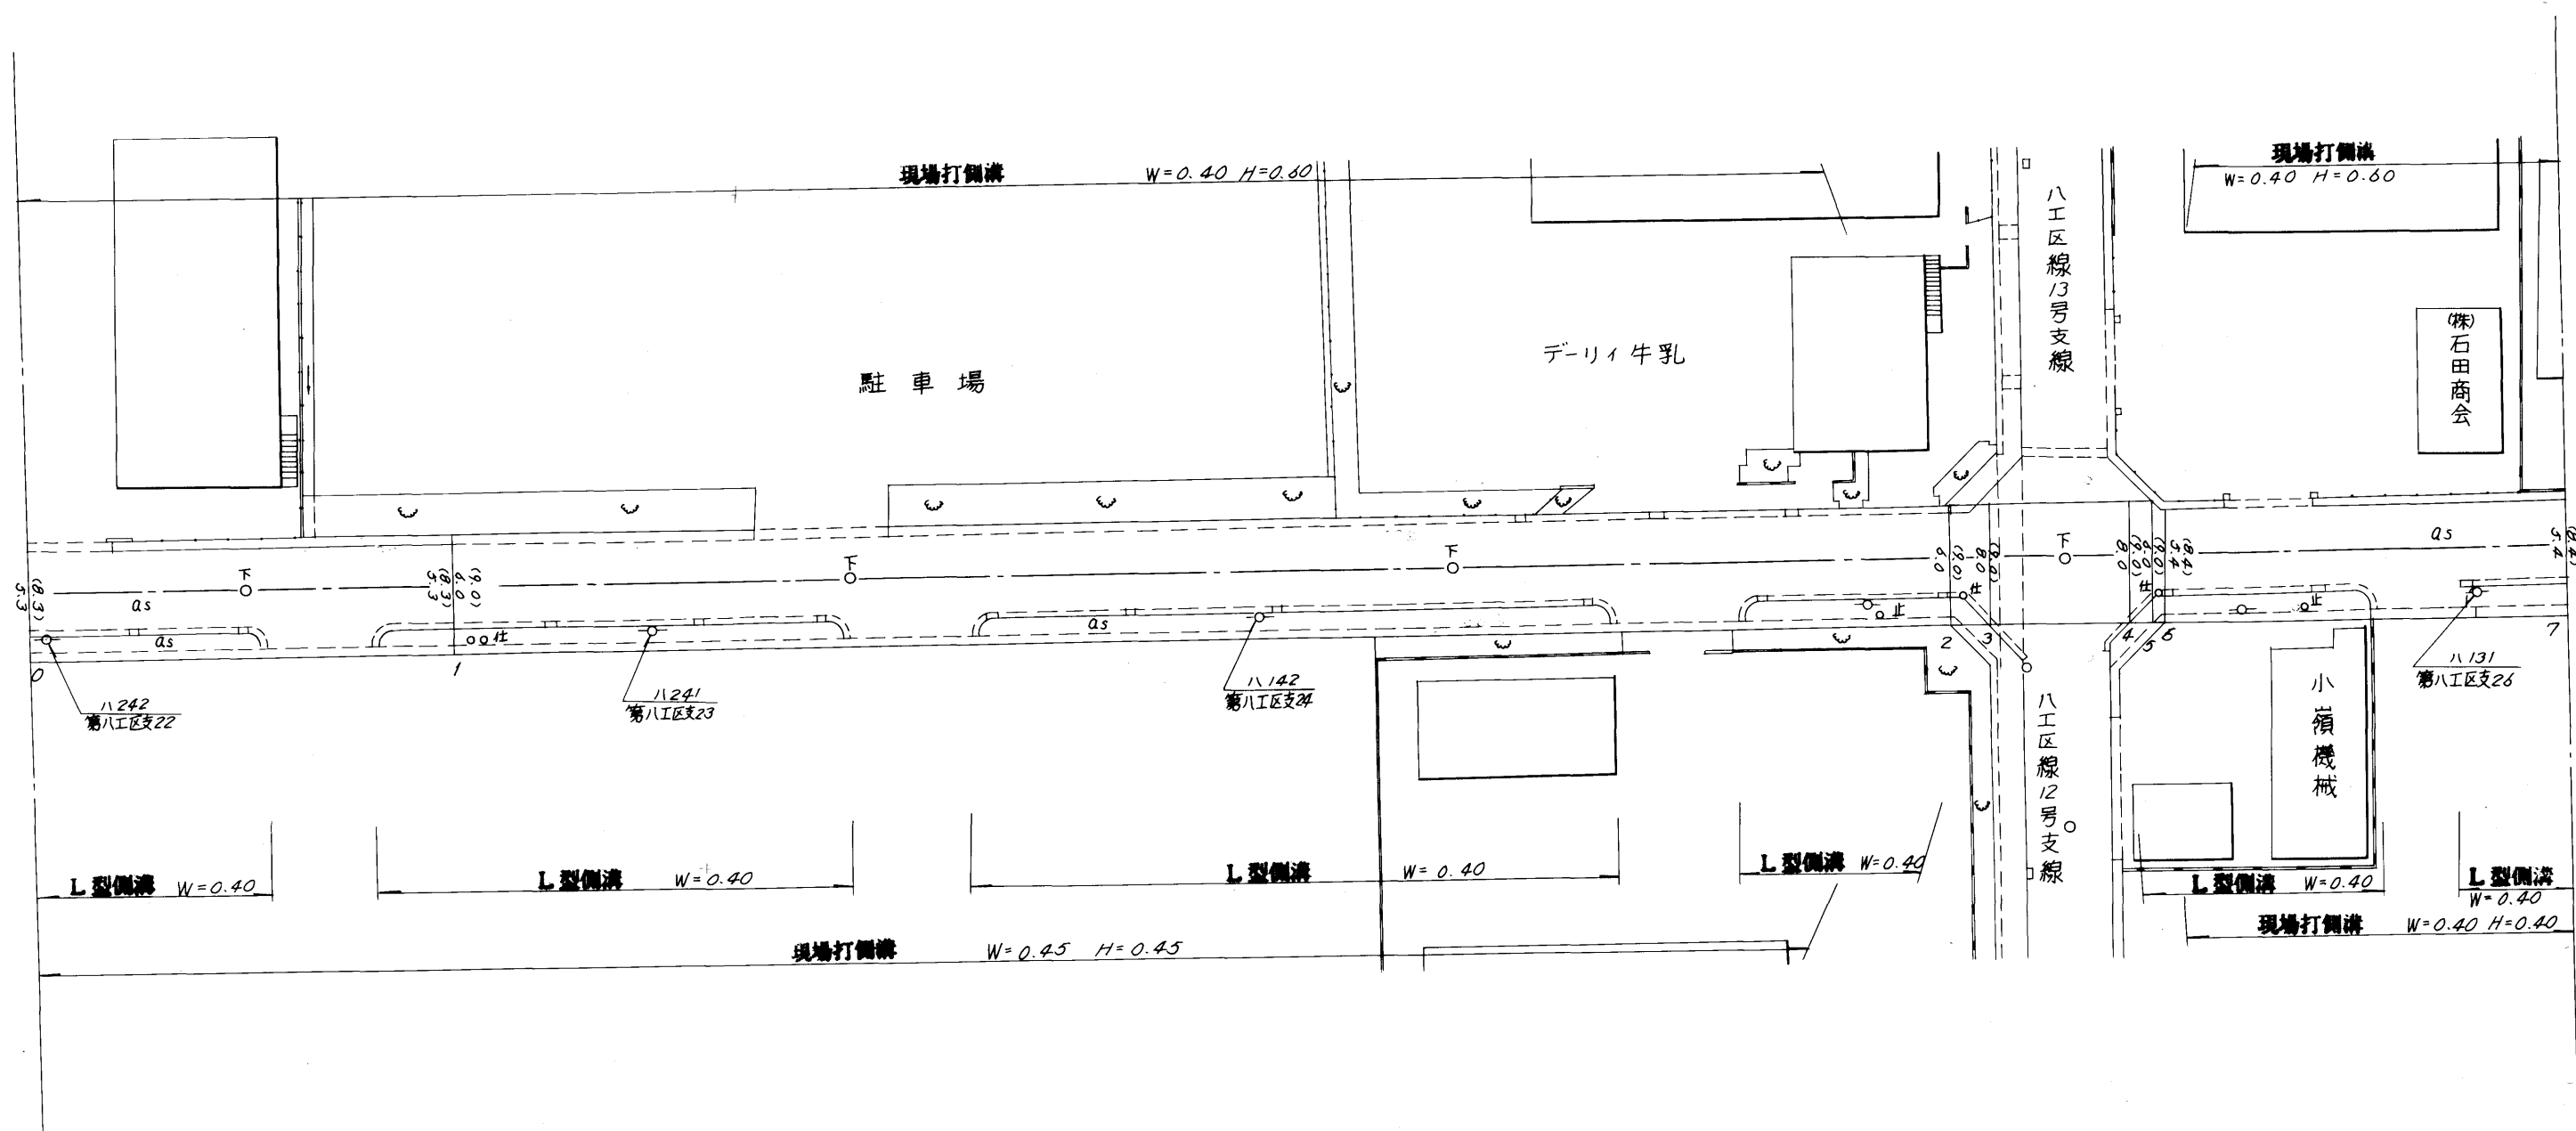 現場打側溝 W=0.40 H=0.60
現場打側溝
W=0.40 H=0.60
八工区線13号支線
(株)石田商会
デーリィ牛乳
駐車場
下
下
下
下
as
as
as
as
(8.3)
5.3
(9.0)
6.0
(8.3)
5.3
(9.0)
8.0
(9.0)
6.0
(9.0)
8.0
(9.0)
6.0
(8.4)
5.4
(8.4)
5.4
仕
仕
仕
止
止
0
1
2
3
4
5
6
7
ハ242
第八工区支22
ハ241
第八工区支23
ハ142
第八工区支24
ハ131
第八工区支26
八工区線12号支線
小嶺機械
L型側溝 W=0.40
L型側溝 W=0.40
L型側溝 W=0.40
L型側溝 W=0.40
L型側溝 W=0.40
L型側溝
W=0.40
現場打側溝 W=0.45 H=0.45
現場打側溝 W=0.40 H=0.40